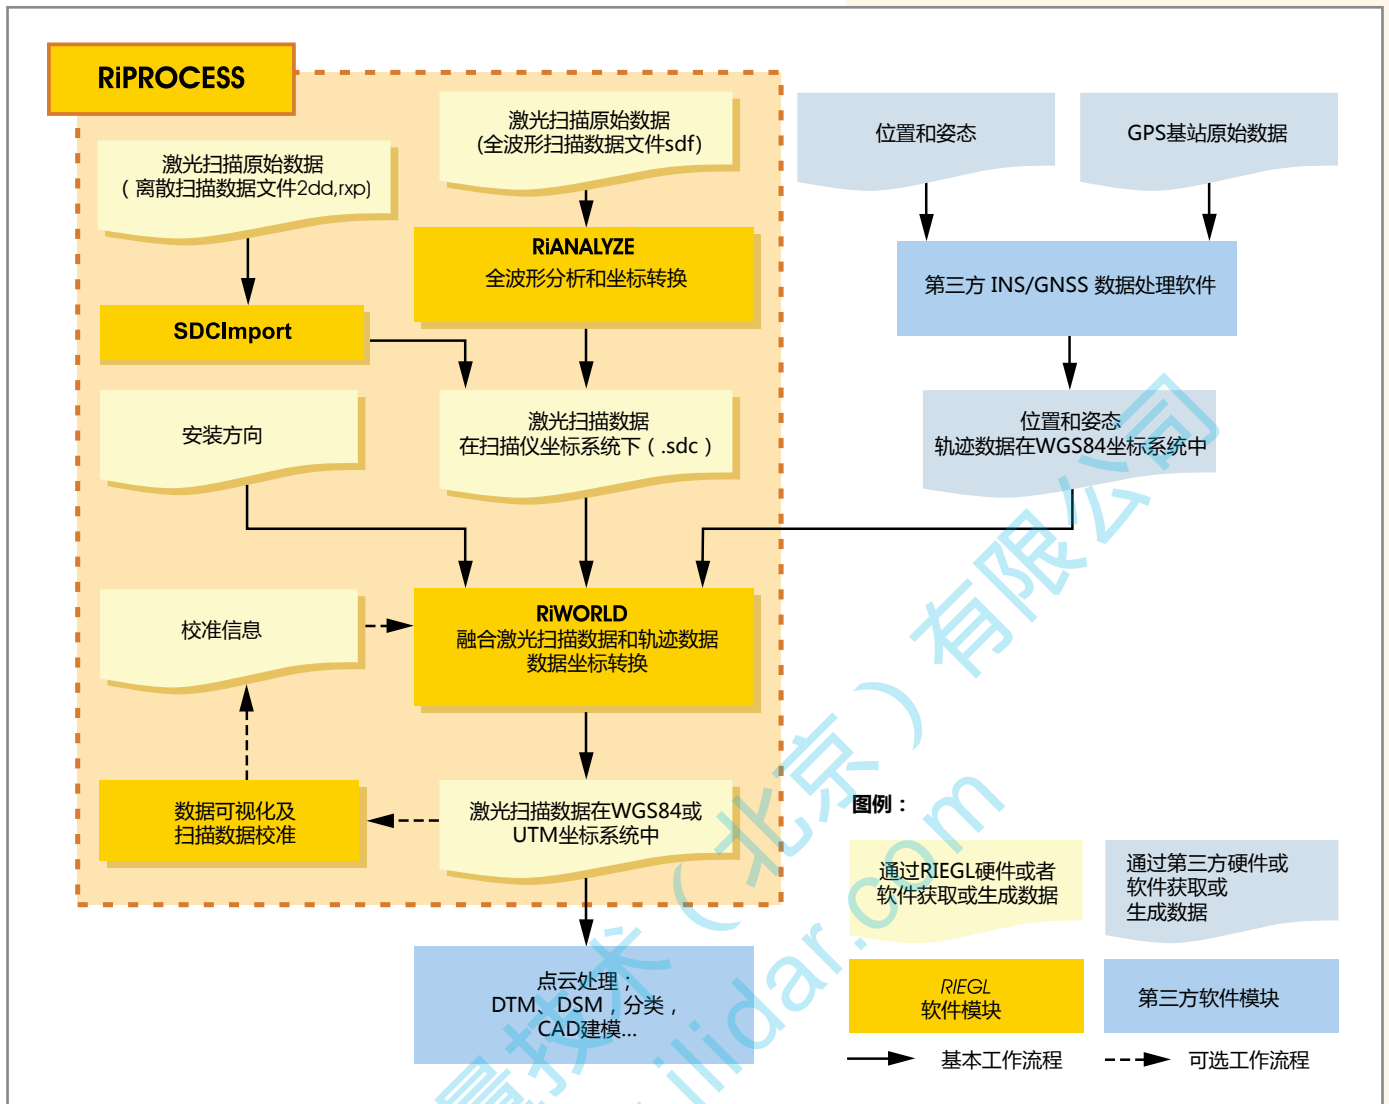 RiPROCESS
激光扫描原始数据
(全波形扫描数据文件sdf)
激光扫描原始数据
（离散扫描数据文件2dd,rxp)
位置和姿态
GPS基站原始数据
RiANALYZE
全波形分析和坐标转换
第三方 INS/GNSS 数据处理软件
SDCImport
安装方向
激光扫描数据
在扫描仪坐标系统下（.sdc）
位置和姿态
轨迹数据在WGS84坐标系统中
校准信息
RiWORLD
融合激光扫描数据和轨迹数据
数据坐标转换
数据可视化及
扫描数据校准
激光扫描数据在WGS84或
UTM坐标系统中
点云处理；
DTM、DSM，分类，
CAD建模...
图例：
通过RIEGL硬件或者
软件获取或生成数据
通过第三方硬件或
软件获取或
生成数据
RIEGL
软件模块
第三方软件模块
基本工作流程
可选工作流程
量技术（北京）有限公司
.jlidar.com